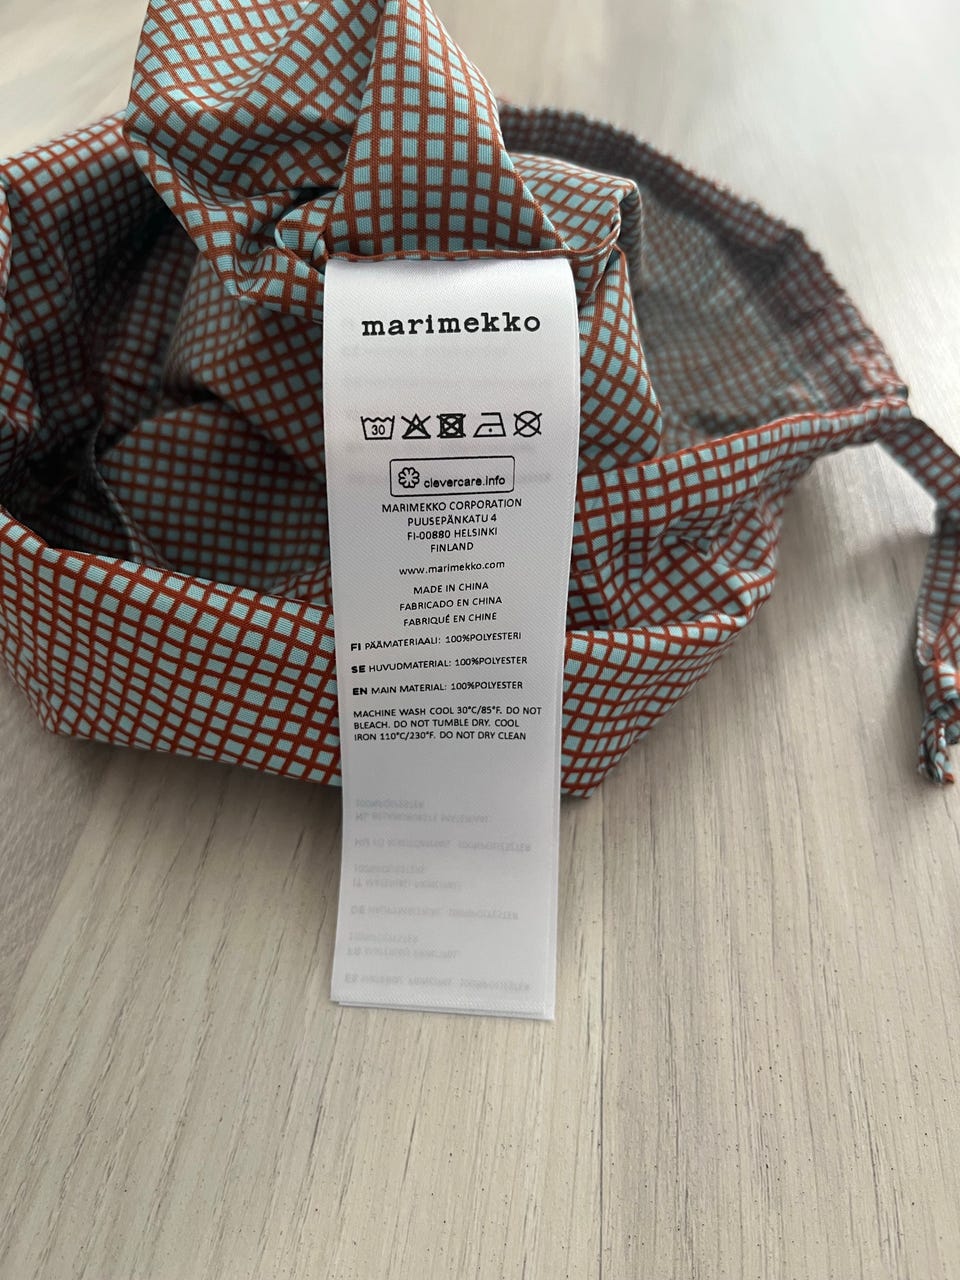 marimekko
30
clevercare.info
MARIMEKKO CORPORATION
PUUSEPÄNKATU 4
FI-00880 HELSINKI
FINLAND
www.marimekko.com
MADE IN CHINA
FABRICADO EN CHINA
FABRIQUÉ EN CHINE
FI PÄÄMATERIAALI: 100%POLYESTERI
SE HUVUDMATERIAL: 100%POLYESTER
EN MAIN MATERIAL: 100%POLYESTER
MACHINE WASH COOL 30°C/85°F. DO NOT
BLEACH. DO NOT TUMBLE DRY. COOL
IRON 110°C/230°F. DO NOT DRY CLEAN